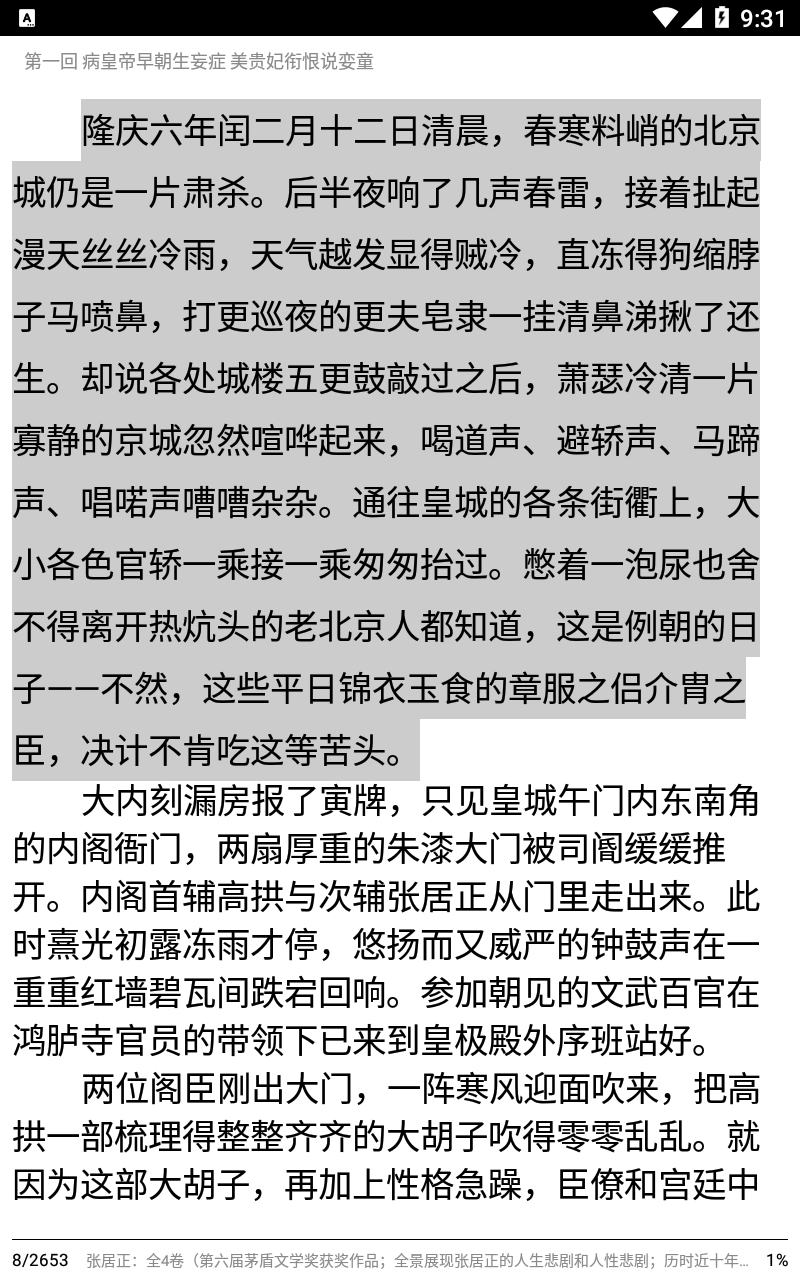 A
9:31
第一回 病皇帝早朝生妄症 美贵妃衔恨说娈童
隆庆六年闰二月十二日清晨，春寒料峭的北京
城仍是一片肃杀。后半夜响了几声春雷，接着扯起
漫天丝丝冷雨，天气越发显得贼冷，直冻得狗缩脖
子马喷鼻，打更巡夜的更夫皂隶一挂清鼻涕揪了还
生。却说各处城楼五更鼓敲过之后，萧瑟冷清一片
寡静的京城忽然喧哗起来，喝道声、避轿声、马蹄
声、唱喏声嘈嘈杂杂。通往皇城的各条街衢上，大
小各色官轿一乘接一乘匆匆抬过。憋着一泡尿也舍
不得离开热炕头的老北京人都知道，这是例朝的日
子——不然，这些平日锦衣玉食的章服之侣介胄之
臣，决计不肯吃这等苦头。
大内刻漏房报了寅牌，只见皇城午门内东南角
的内阁衙门，两扇厚重的朱漆大门被司阍缓缓推
开。内阁首辅高拱与次辅张居正从门里走出来。此
时熹光初露冻雨才停，悠扬而又威严的钟鼓声在一
重重红墙碧瓦间跌宕回响。参加朝见的文武百官在
鸿胪寺官员的带领下已来到皇极殿外序班站好。
两位阁臣刚出大门，一阵寒风迎面吹来，把高
拱一部梳理得整整齐齐的大胡子吹得零零乱乱。就
因为这部大胡子，再加上性格急躁，臣僚和宫廷中
8/2653 张居正：全4卷（第六届茅盾文学奖获奖作品；全景展现张居正的人生悲剧和人性悲剧；历时近十年… 1%